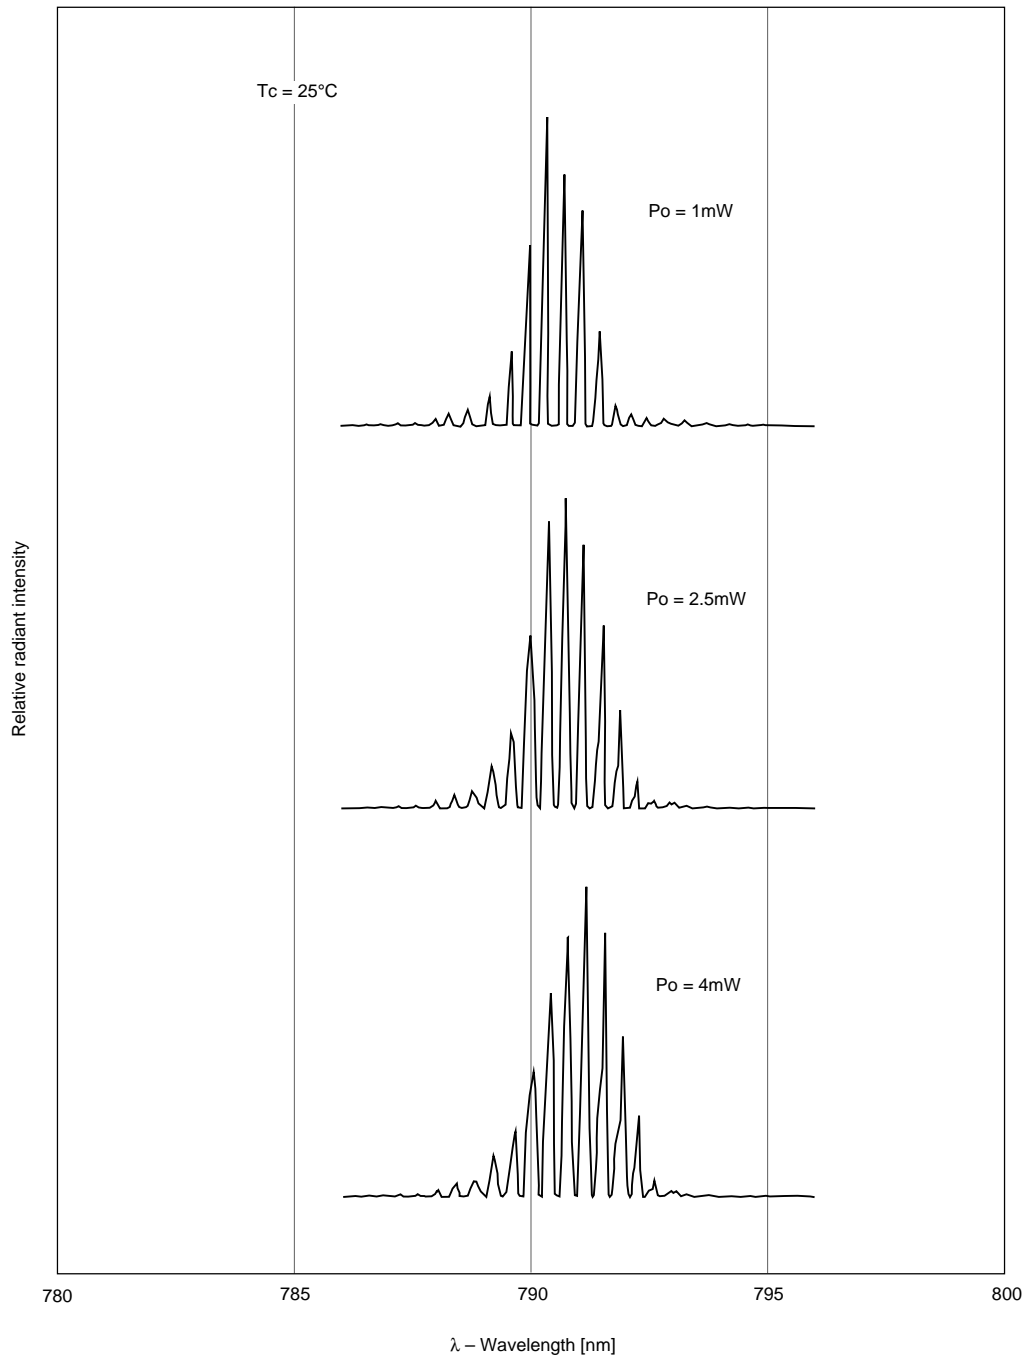 Tc = 25°C
Po = 1mW
Po = 2.5mW
Po = 4mW
Relative radiant intensity
780 785 790 795 800
λ – Wavelength [nm]